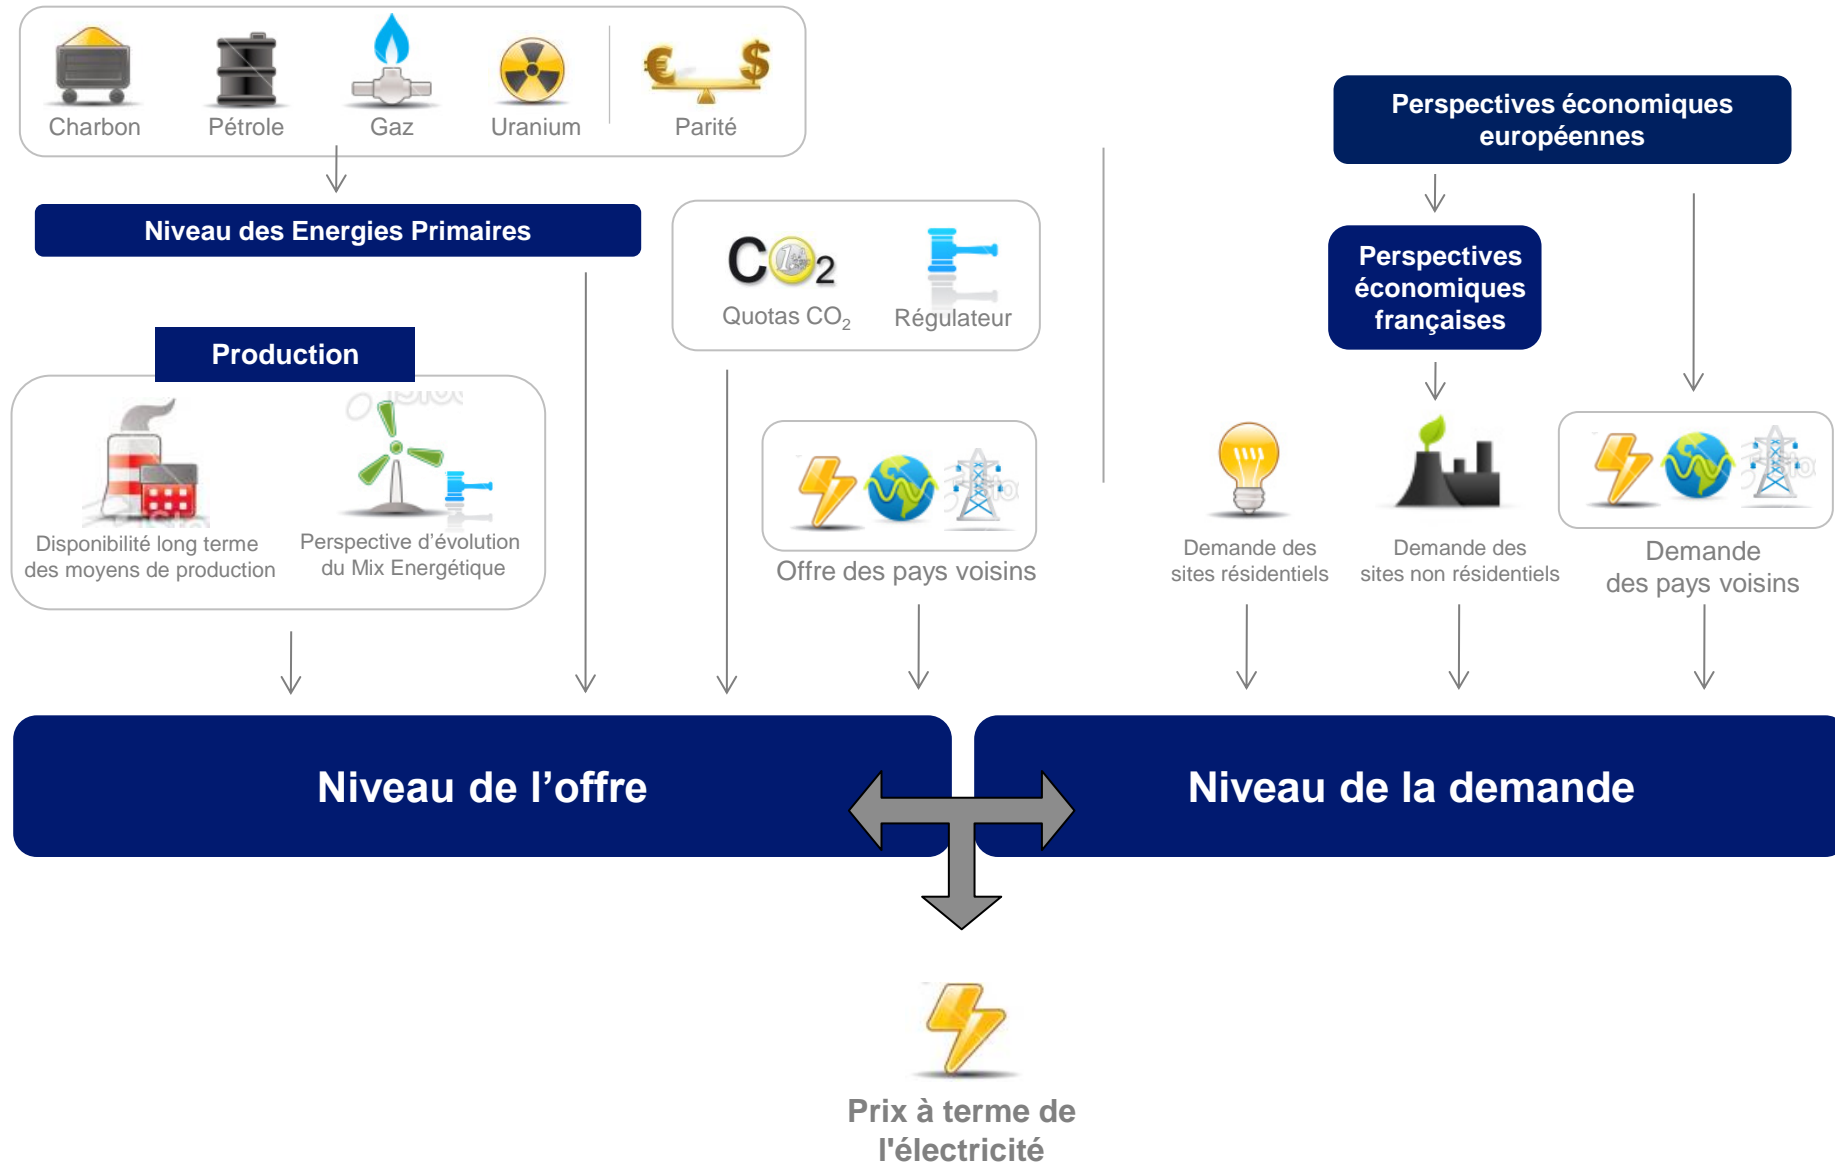 € $
Charbon
Pétrole
Gaz
Uranium
Parité
Niveau des Energies Primaires
CO2
Quotas CO₂
Régulateur
Production
Disponibilité long terme
des moyens de production
Perspective d’évolution
du Mix Energétique
Offre des pays voisins
Perspectives économiques
européennes
Perspectives
économiques
françaises
Demande des
sites résidentiels
Demande des
sites non résidentiels
Demande
des pays voisins
Niveau de l’offre
Niveau de la demande
Prix à terme de
l'électricité